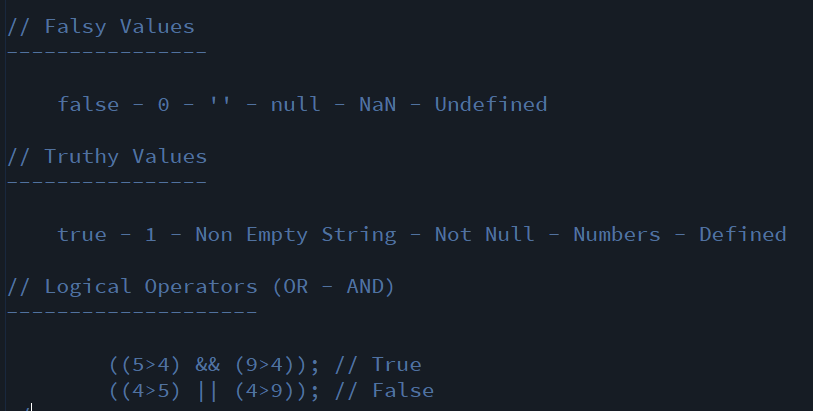 // Falsy Values
----------------
false - 0 - '' - null - NaN - Undefined
// Truthy Values
----------------
true - 1 - Non Empty String - Not Null - Numbers - Defined
// Logical Operators (OR - AND)
--------------------
((5>4) && (9>4)); // True
((4>5) || (4>9)); // False